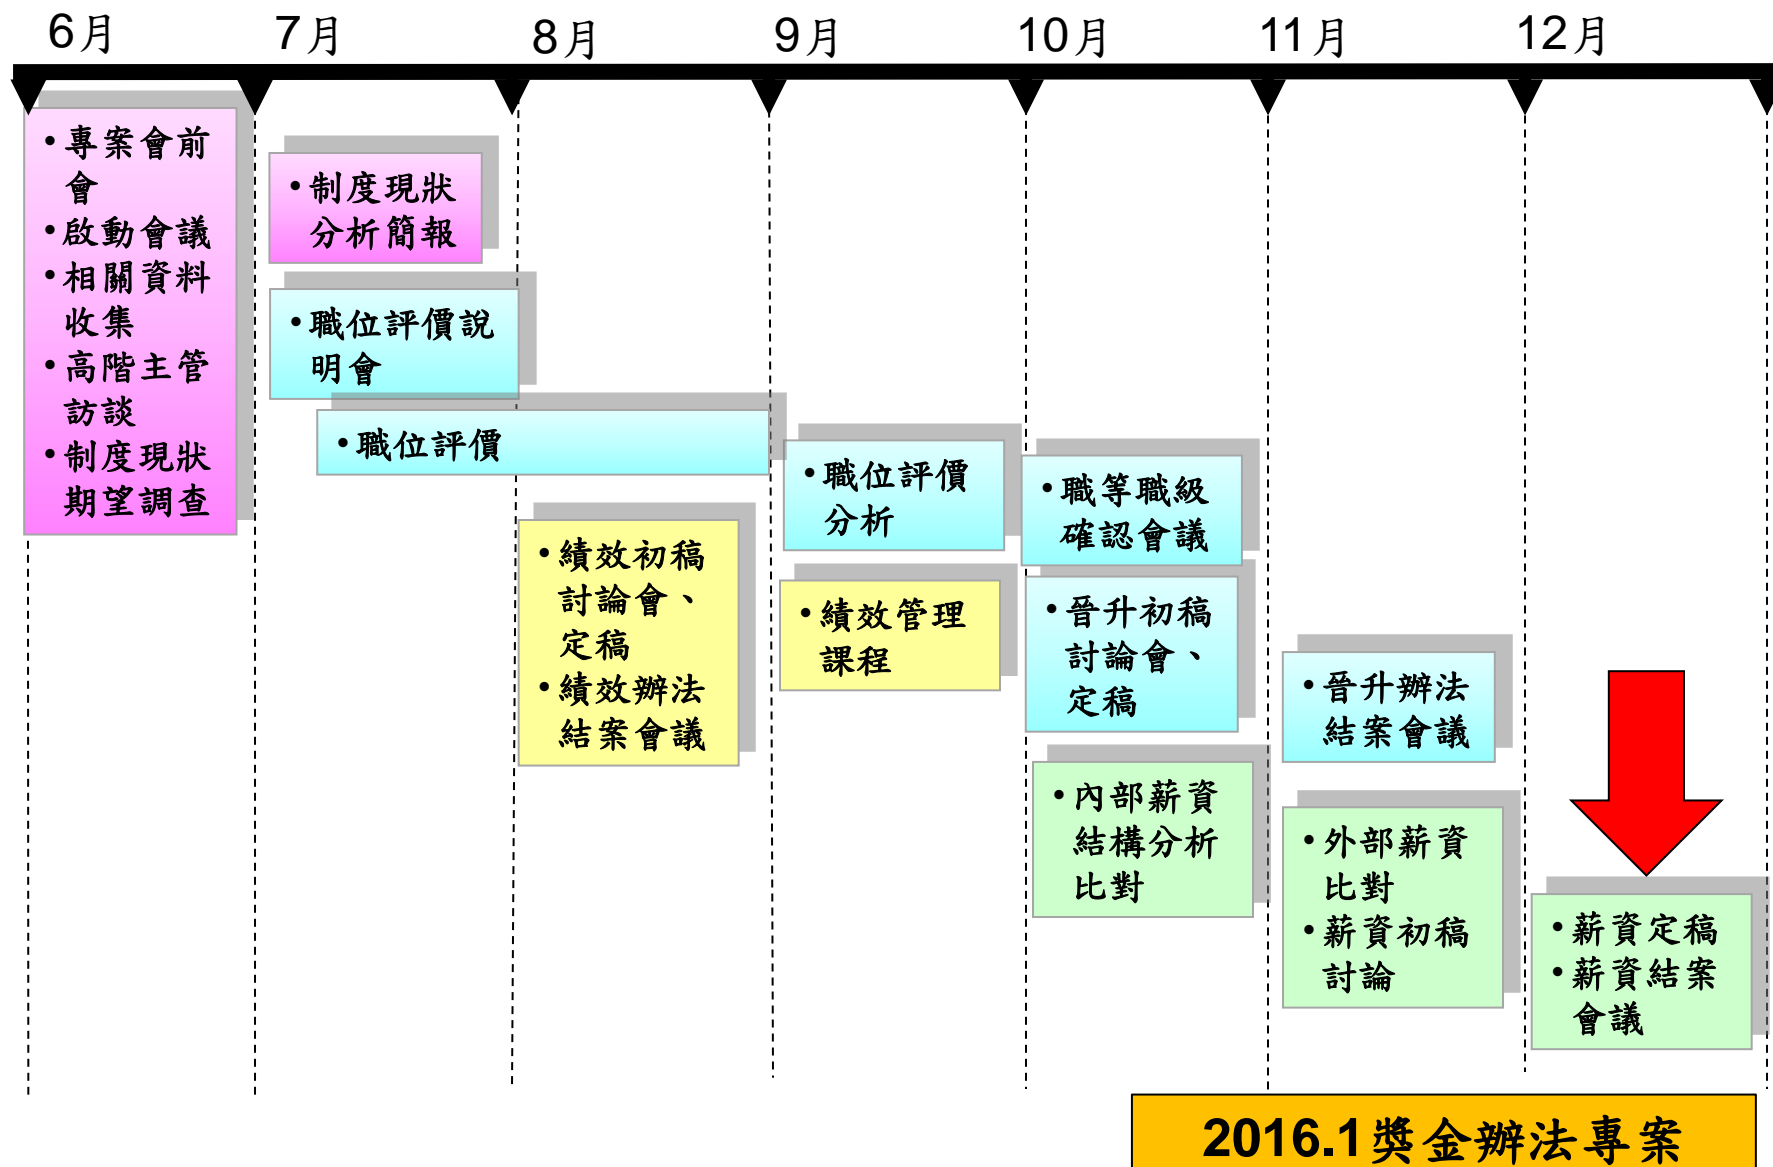 6月 7月 8月 9月 10月 11月 12月
•專案會前
會
•啟動會議
•相關資料
收集
•高階主管
訪談
•制度現狀
期望調查
•制度現狀
分析簡報
•職位評價說
明會
•職位評價
•績效初稿
討論會、
定稿
•績效辦法
結案會議
•職位評價
分析
•績效管理
課程
•職等職級
確認會議
•晉升初稿
討論會、
定稿
•內部薪資
結構分析
比對
•晉升辦法
結案會議
•外部薪資
比對
•薪資初稿
討論
•薪資定稿
•薪資結案
會議
2016.1獎金辦法專案